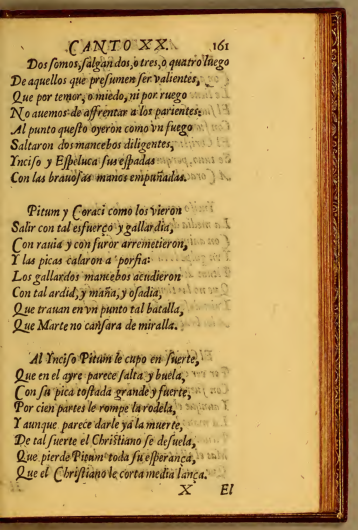 CANTO XX. 161
Dos ſomos, ſalgan dos, o tres, o quatro luego
De aquellos que preſumen ſer valientes,
Que por temor, o miedo, ni por ruego
No auemos de affrentar a los parientes:
Al punto queſto oyeron como vn fuego
Saltaron dos mancebos diligentes,
Ynciſo y Eſpeluca ſus eſpadas
Con las brauoſas manos empuñadas.
Pitum y Coraci como los vieron
Salir con tal esfuerço y gallardia,
Con rauia y con furor arremetieron,
Y las picas calaron a porfia:
Los gallardos mancebos acudieron
Con tal ardid, y maña, y oſadia,
Que trauan en vn punto tal batalla,
Que Marte no canſara de miralla.
Al Ynciſo Pitum le cupo en ſuerte,
Que en el ayre parece ſalta y buela,
Con ſu pica toſtada grande y fuerte,
Por cien partes le rompe la rodela,
Y aunque parece darle ya la muerte,
De tal ſuerte el Chriſtiano ſe deſuela,
Que pierde Pitum toda ſu eſperança,
Que el Chriſtiano le corta media lança.
X El